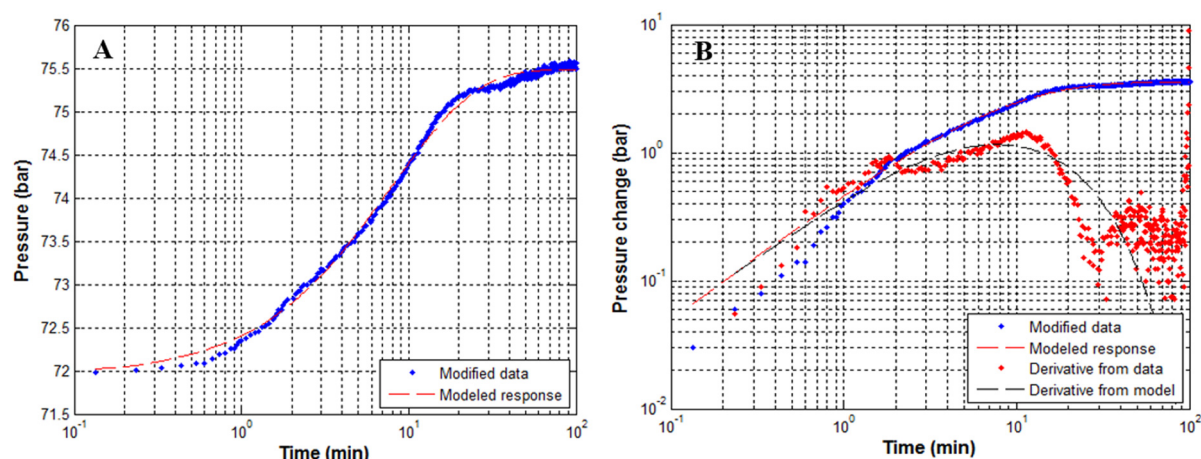 A
Pressure (bar)
76
75.5
75
74.5
74
73.5
73
72.5
72
71.5
10^-1
10^0
10^1
10^2
Time (min)
Modified data
Modeled response
B
Pressure change (bar)
10^1
10^0
10^-1
10^-2
10^-1
10^0
10^1
10^2
Time (min)
Modified data
Modeled response
Derivative from data
Derivative from model